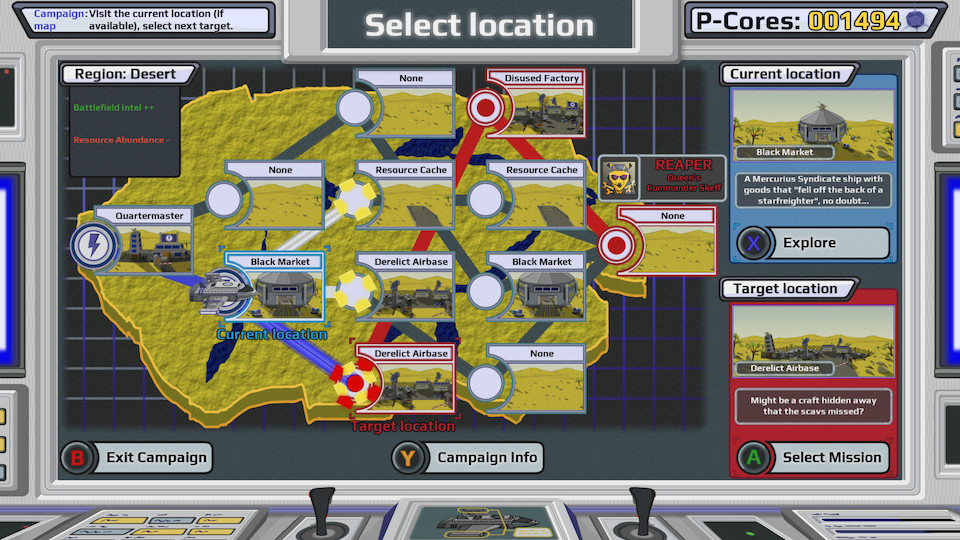 Campaign map
: Visit the current location (if available), select next target.
Select location
P-Cores: 001494
Region: Desert
Battlefield Intel ++
Resource Abundance -
None
Disused Factory
None
Resource Cache
Resource Cache
REAPER
Queen's
Commander Skeff
Quartermaster
None
Black Market
Derelict Airbase
Black Market
Current location
Derelict Airbase
None
Target location
Current location
Black Market
A Mercurius Syndicate ship with
goods that "fell off the back of a
starfreighter", no doubt...
X Explore
Target location
Derelict Airbase
Might be a craft hidden away
that the scavs missed?
B Exit Campaign
Y Campaign Info
A Select Mission